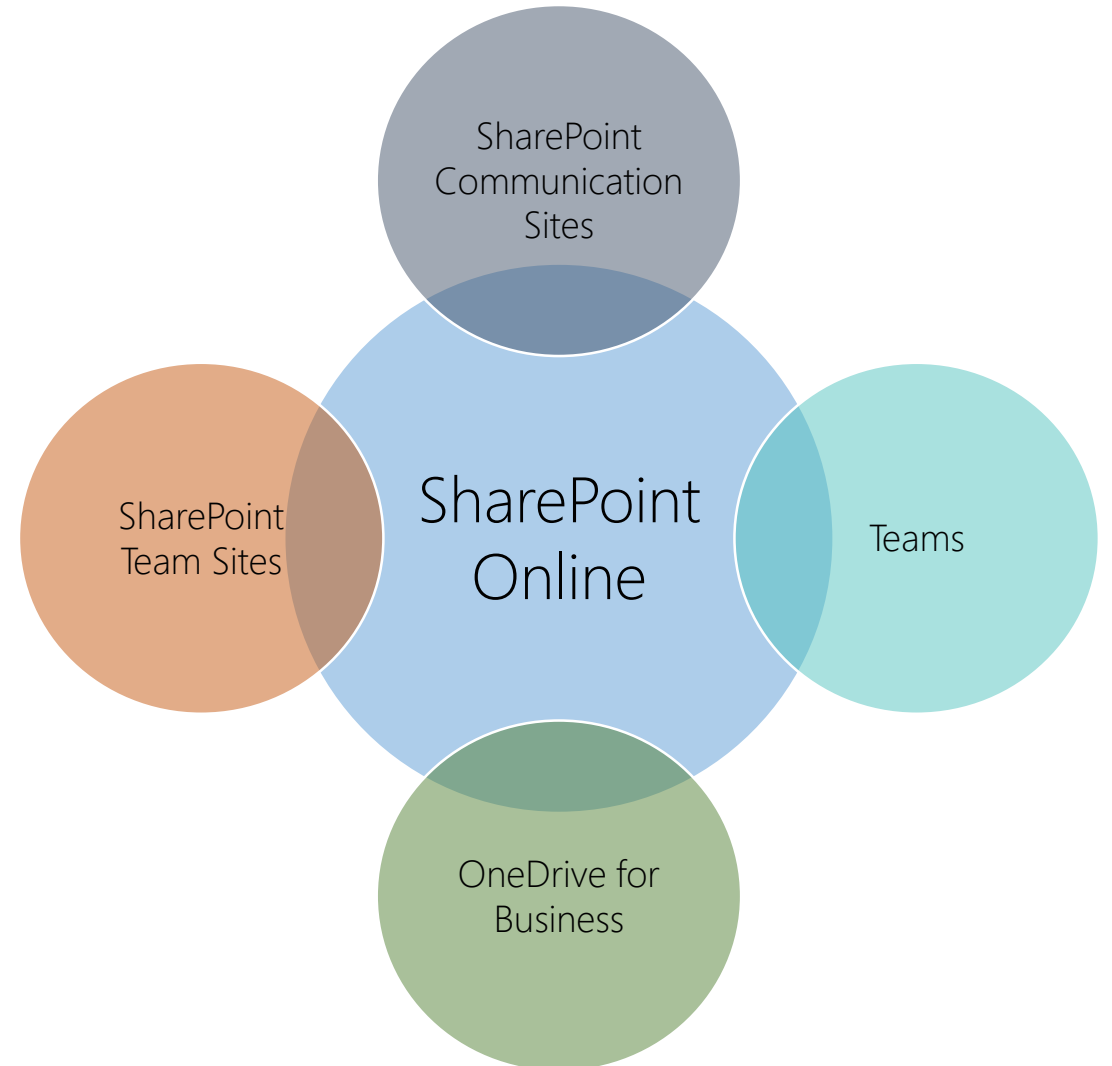 SharePoint
Communication
Sites
SharePoint
Team Sites
SharePoint
Online
Teams
OneDrive for
Business